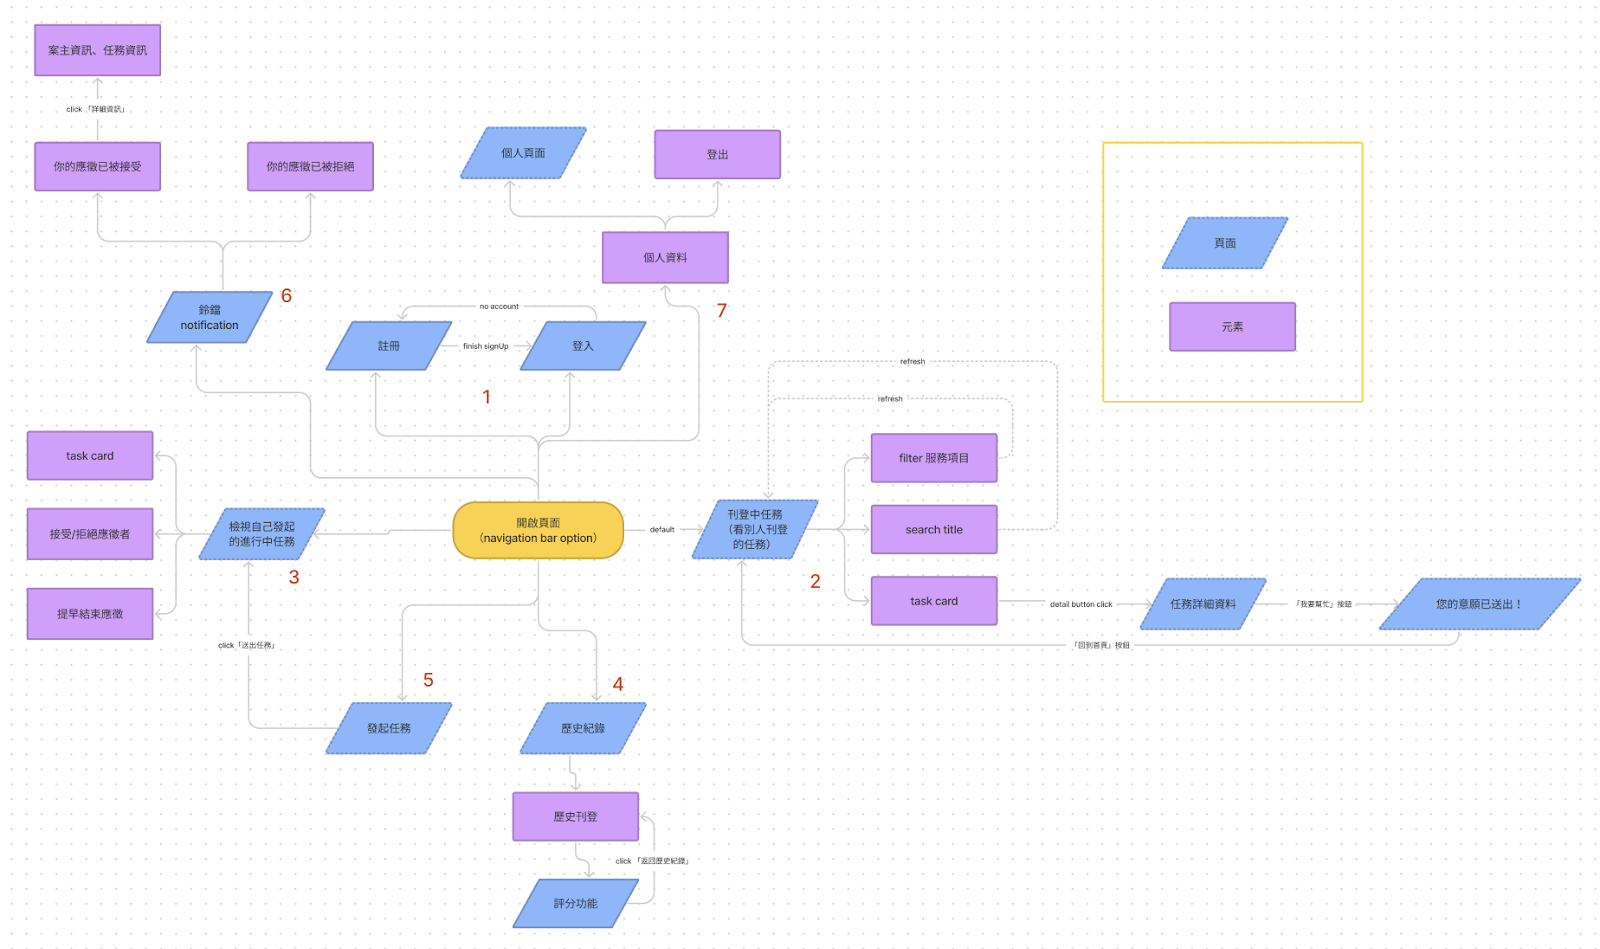 案主資訊、任務資訊
click 「詳細資訊」
你的應徵已被接受
你的應徵已被拒絕
個人頁面
登出
個人資料
頁面
元素
鈴鐺
notification
6
7
no account
註冊
finish signUp
登入
1
refresh
refresh
task card
接受/拒絕應徵者
提早結束應徵
檢視自己發起
的進行中任務
3
開啟頁面
（navigation bar option）
default
刊登中任務
（看別人刊登
的任務）
2
filter 服務項目
search title
task card
detail button click
任務詳細資料
「我要幫忙」按鈕
您的意願已送出！
「回到首頁」按鈕
click「送出任務」
5
4
發起任務
歷史紀錄
歷史刊登
click 「返回歷史紀錄」
評分功能